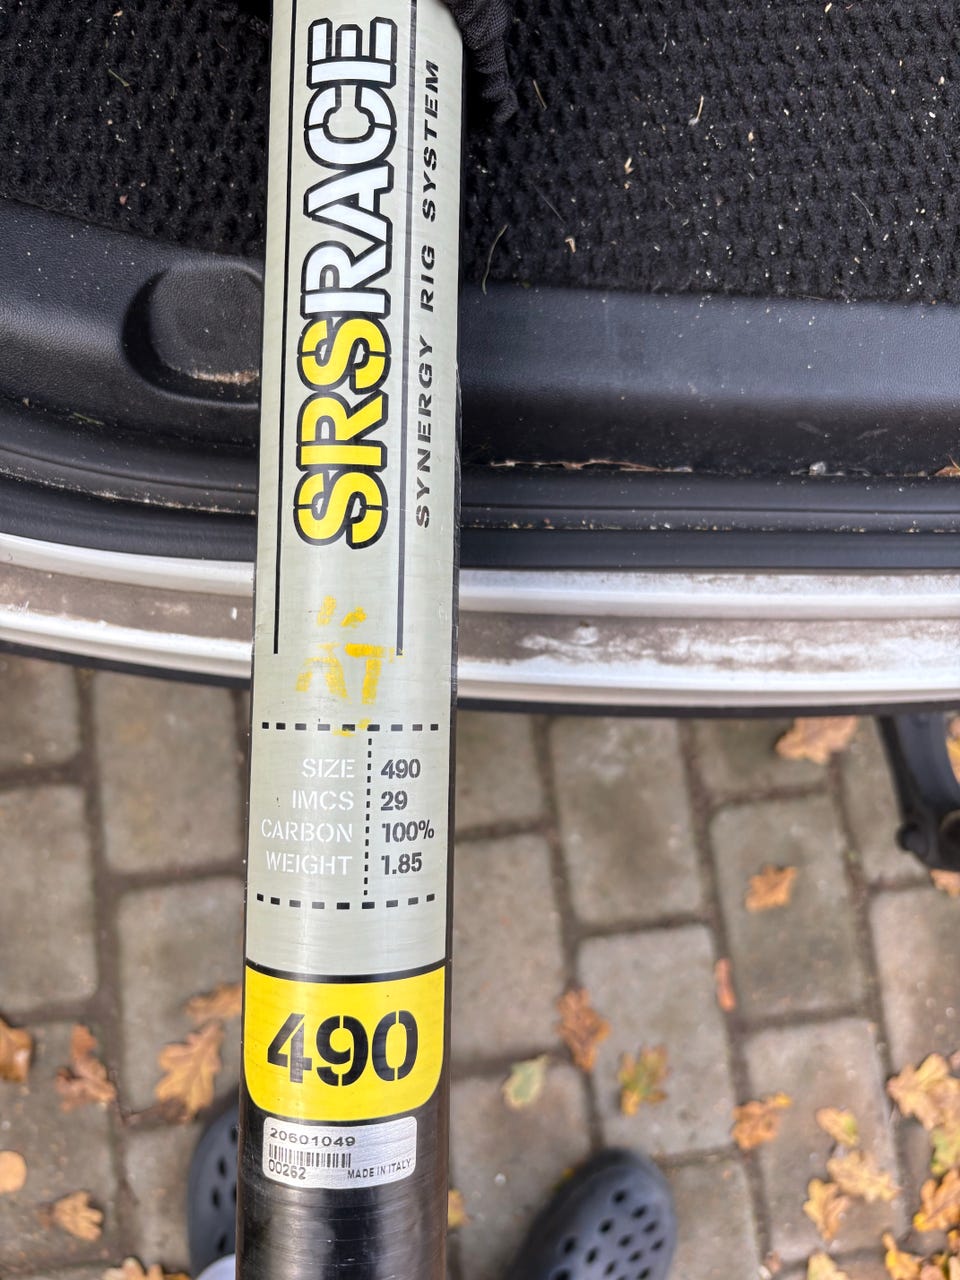 SRSRACE
SYNERGY RIG SYSTEM
SIZE 490
IMCS 29
CARBON 100%
WEIGHT 1.85
490
20601049
00262 MADE IN ITALY